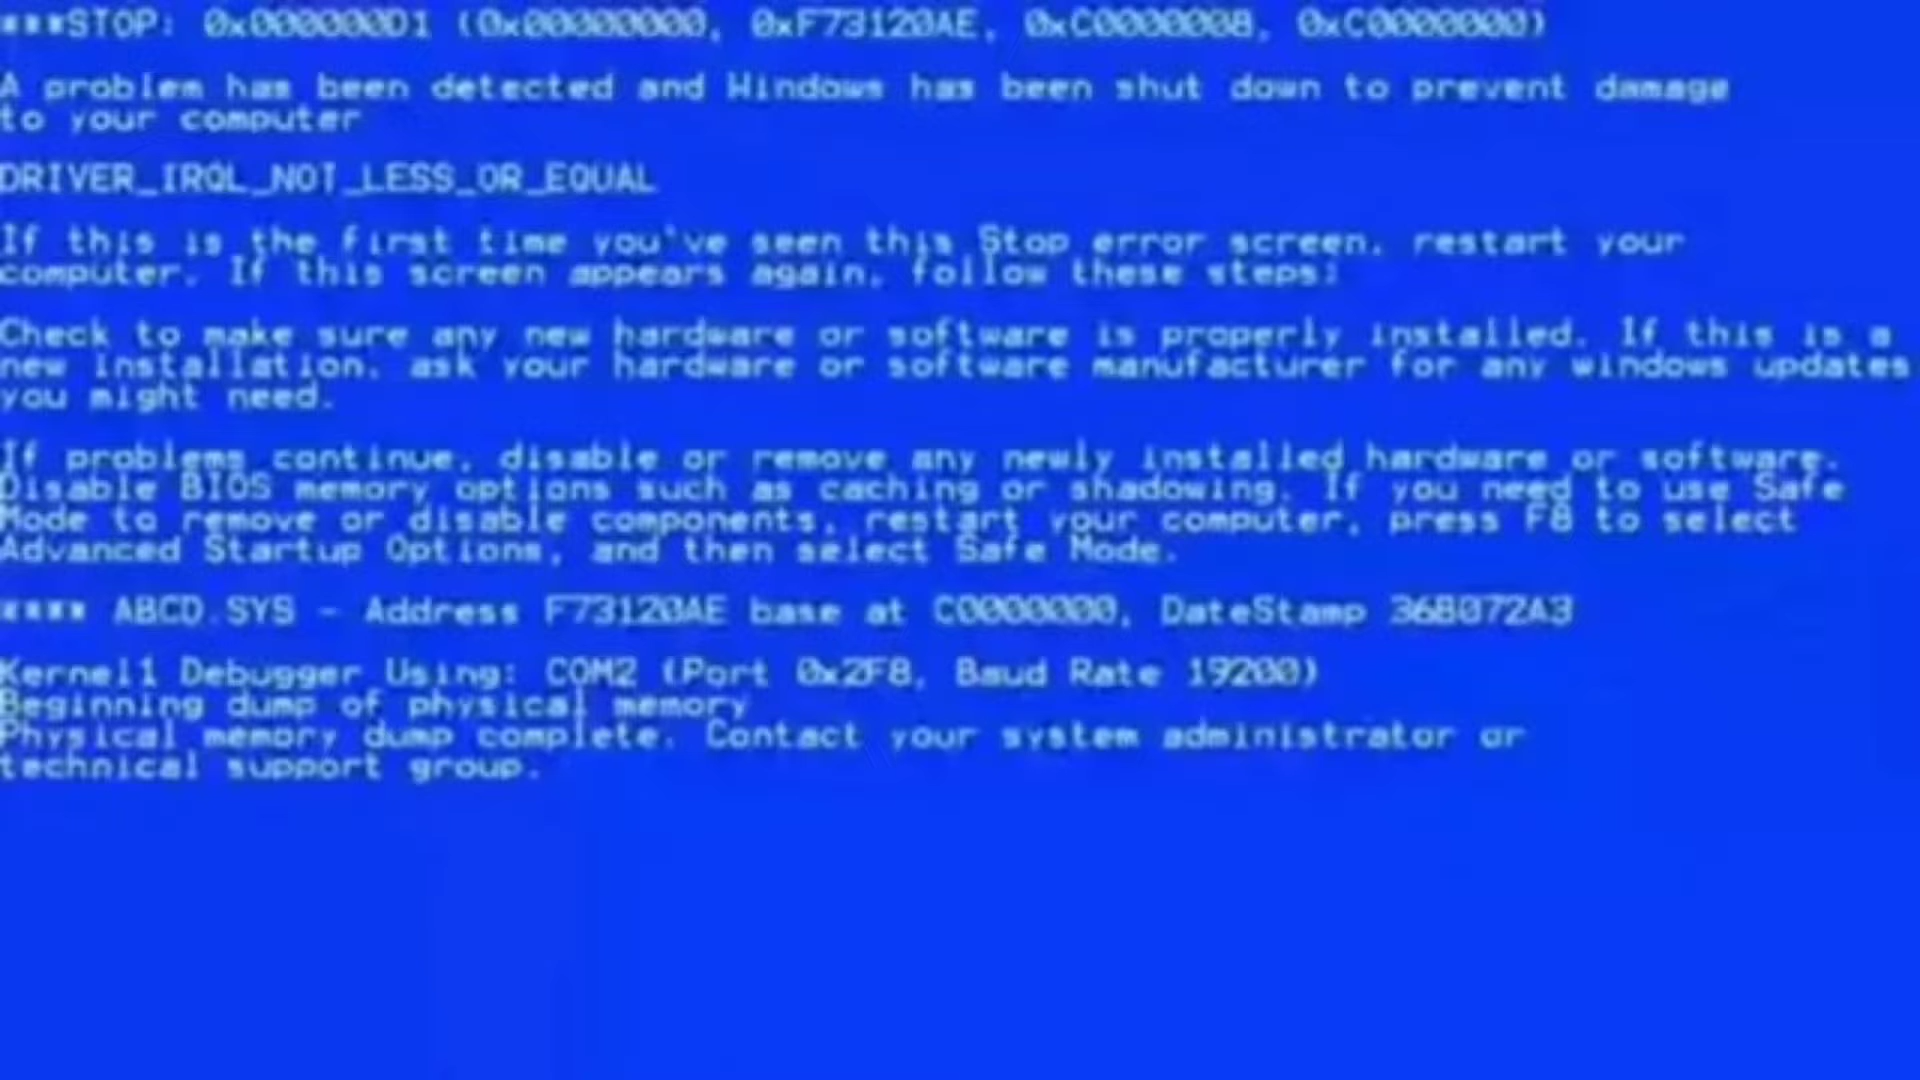 ***STOP: 0x000000D1 (0x00000000, 0xF73120AE, 0xC0000008, 0xC0000000)
A problem has been detected and Windows has been shut down to prevent damage
to your computer
DRIVER_IRQL_NOT_LESS_OR_EQUAL
If this is the first time you've seen this Stop error screen, restart your
computer. If this screen appears again, follow these steps:
Check to make sure any new hardware or software is properly installed. If this is a
new installation, ask your hardware or software manufacturer for any windows updates
you might need.
If problems continue, disable or remove any newly installed hardware or software.
Disable BIOS memory options such as caching or shadowing. If you need to use Safe
Mode to remove or disable components, restart your computer, press F8 to select
Advanced Startup Options, and then select Safe Mode.
**** ABCD.SYS - Address F73120AE base at C0000000, DateStamp 36B072A3
Kernel1 Debugger Using: COM2 (Port 0x2F8, Baud Rate 19200)
Beginning dump of physical memory
Physical memory dump complete. Contact your system administrator or
technical support group.